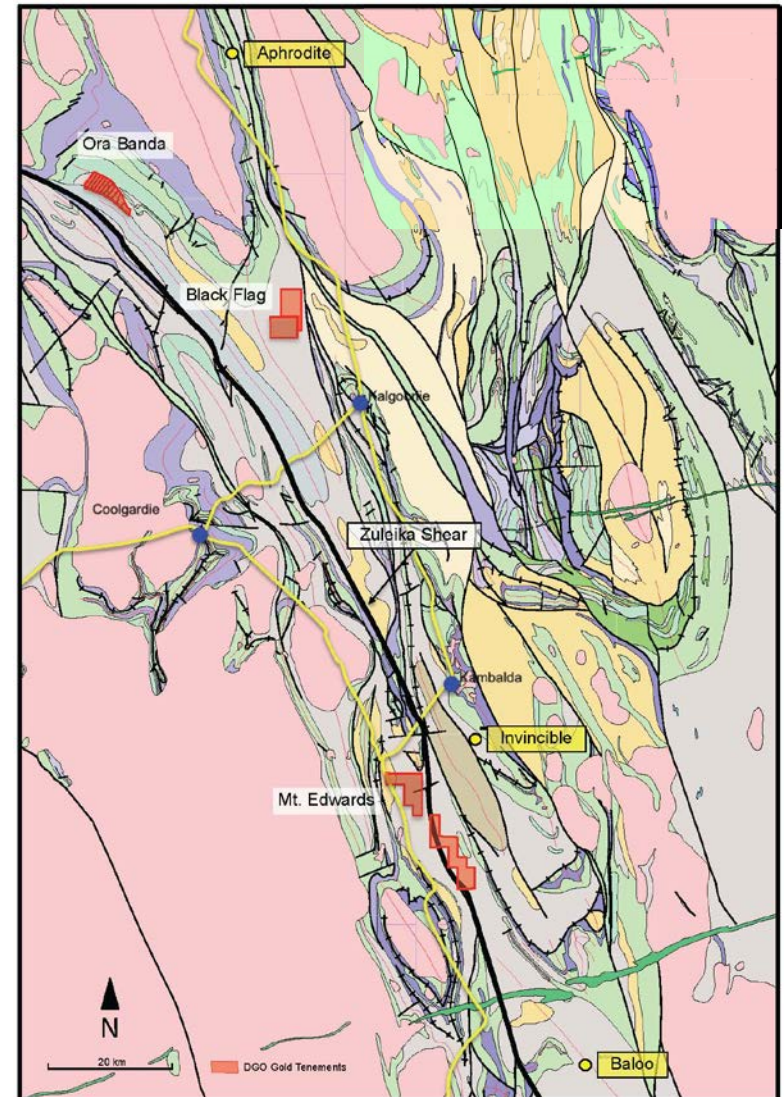 Aphrodite
Ora Banda
Black Flag
Kalgoorlie
Coolgardie
Zuleika Shear
Kambalda
Invincible
Mt. Edwards
N
20 km
DGO Gold Tenements
Baloo